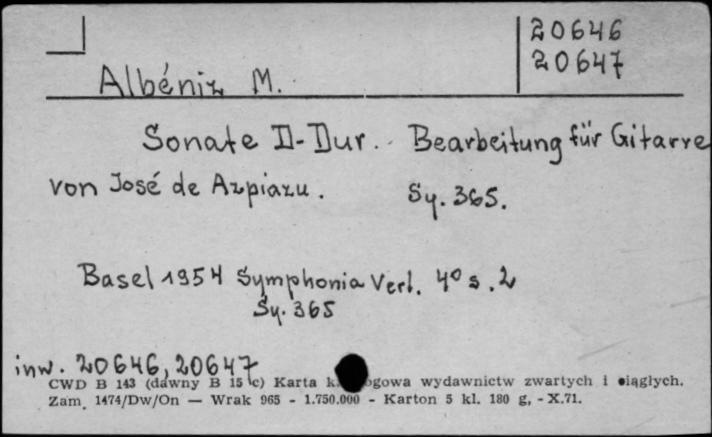 20646
20647
Albéniz M.
Sonate D-Dur. Bearbeitung für Gitarre
von José de Azpiazu. Sy. 365.
Basel 1954 Symphonia Verl. 4° s. 2
Sy. 365
inw. 20646, 20647
CWD B 143 (dawny B 15 c) Karta wydawnictw zwartych i ciągłych.
Zam. 1474/Dw/On — Wrak 965 - 1.750.000 - Karton 5 kl. 180 g, - X.71.